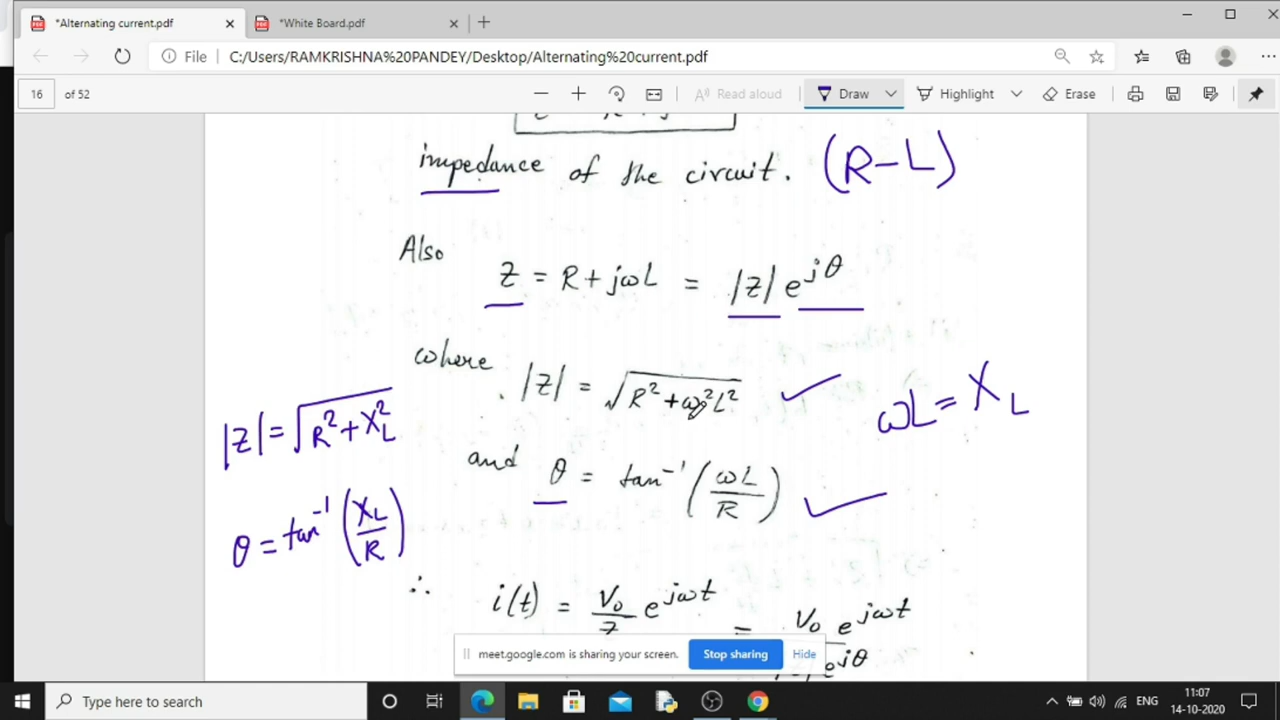 *Alternating current.pdf
*White Board.pdf
File C:/Users/RAMKRISHNA%20PANDEY/Desktop/Alternating%20current.pdf
16 of 52
Read aloud
Draw
Highlight
Erase
impedance of the circuit. (R-L)
Also
z = R + jωL = |z| e^{jθ}
where
|z| = √(R² + ω²L²)
ωL = X_L
|z| = √(R² + X_L²)
and θ = tan⁻¹(ωL/R)
θ = tan⁻¹(X_L/R)
∴ i(t) = V₀/z e^{jωt} = V₀ e^{jωt}
e^{jθ}
meet.google.com is sharing your screen. Stop sharing Hide
Type here to search
ENG
11:07
14-10-2020